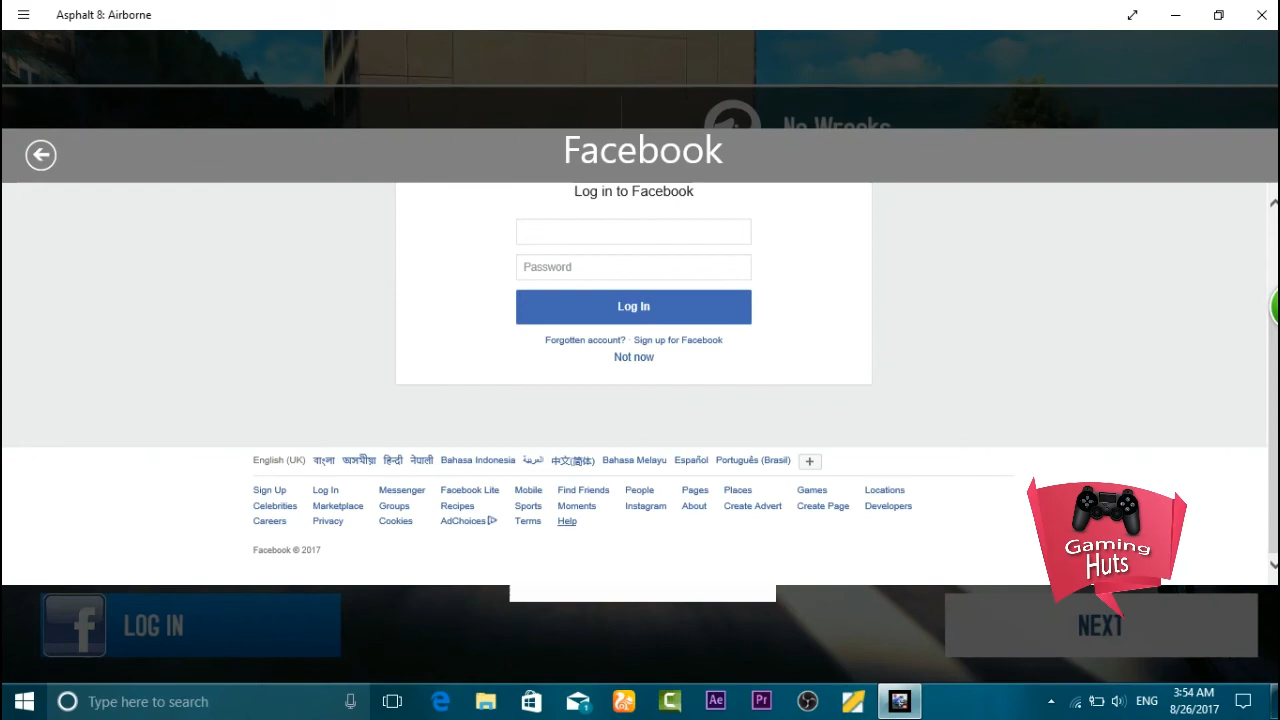 Asphalt 8: Airborne
No Wrecks
Facebook
Log in to Facebook
Password
Log In
Forgotten account? · Sign up for Facebook
Not now
English (UK) বাংলা অসমীয়া हिन्दी नेपाली Bahasa Indonesia العربية 中文(简体) Bahasa Melayu Español Português (Brasil) +
Sign Up Log In Messenger Facebook Lite Mobile Find Friends People Pages Places Games Locations
Celebrities Marketplace Groups Recipes Sports Moments Instagram About Create Advert Create Page Developers
Careers Privacy Cookies AdChoices Terms Help
Facebook © 2017
Gaming
Huts
f LOG IN
NEXT
Type here to search
Ae
Pr
ENG
3:54 AM
8/26/2017